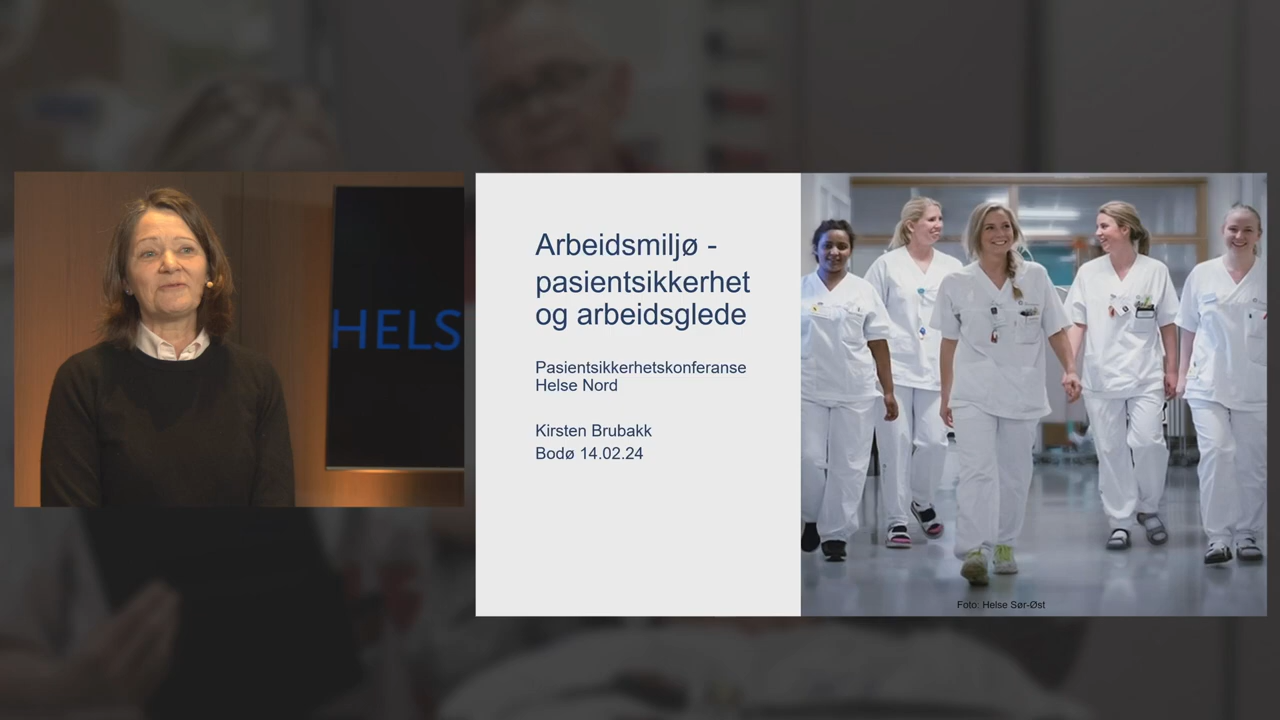 HELS
Arbeidsmiljø -
pasientsikkerhet
og arbeidsglede
Pasientsikkerhetskonferanse
Helse Nord
Kirsten Brubakk
Bodø 14.02.24
Foto: Helse Sør-Øst